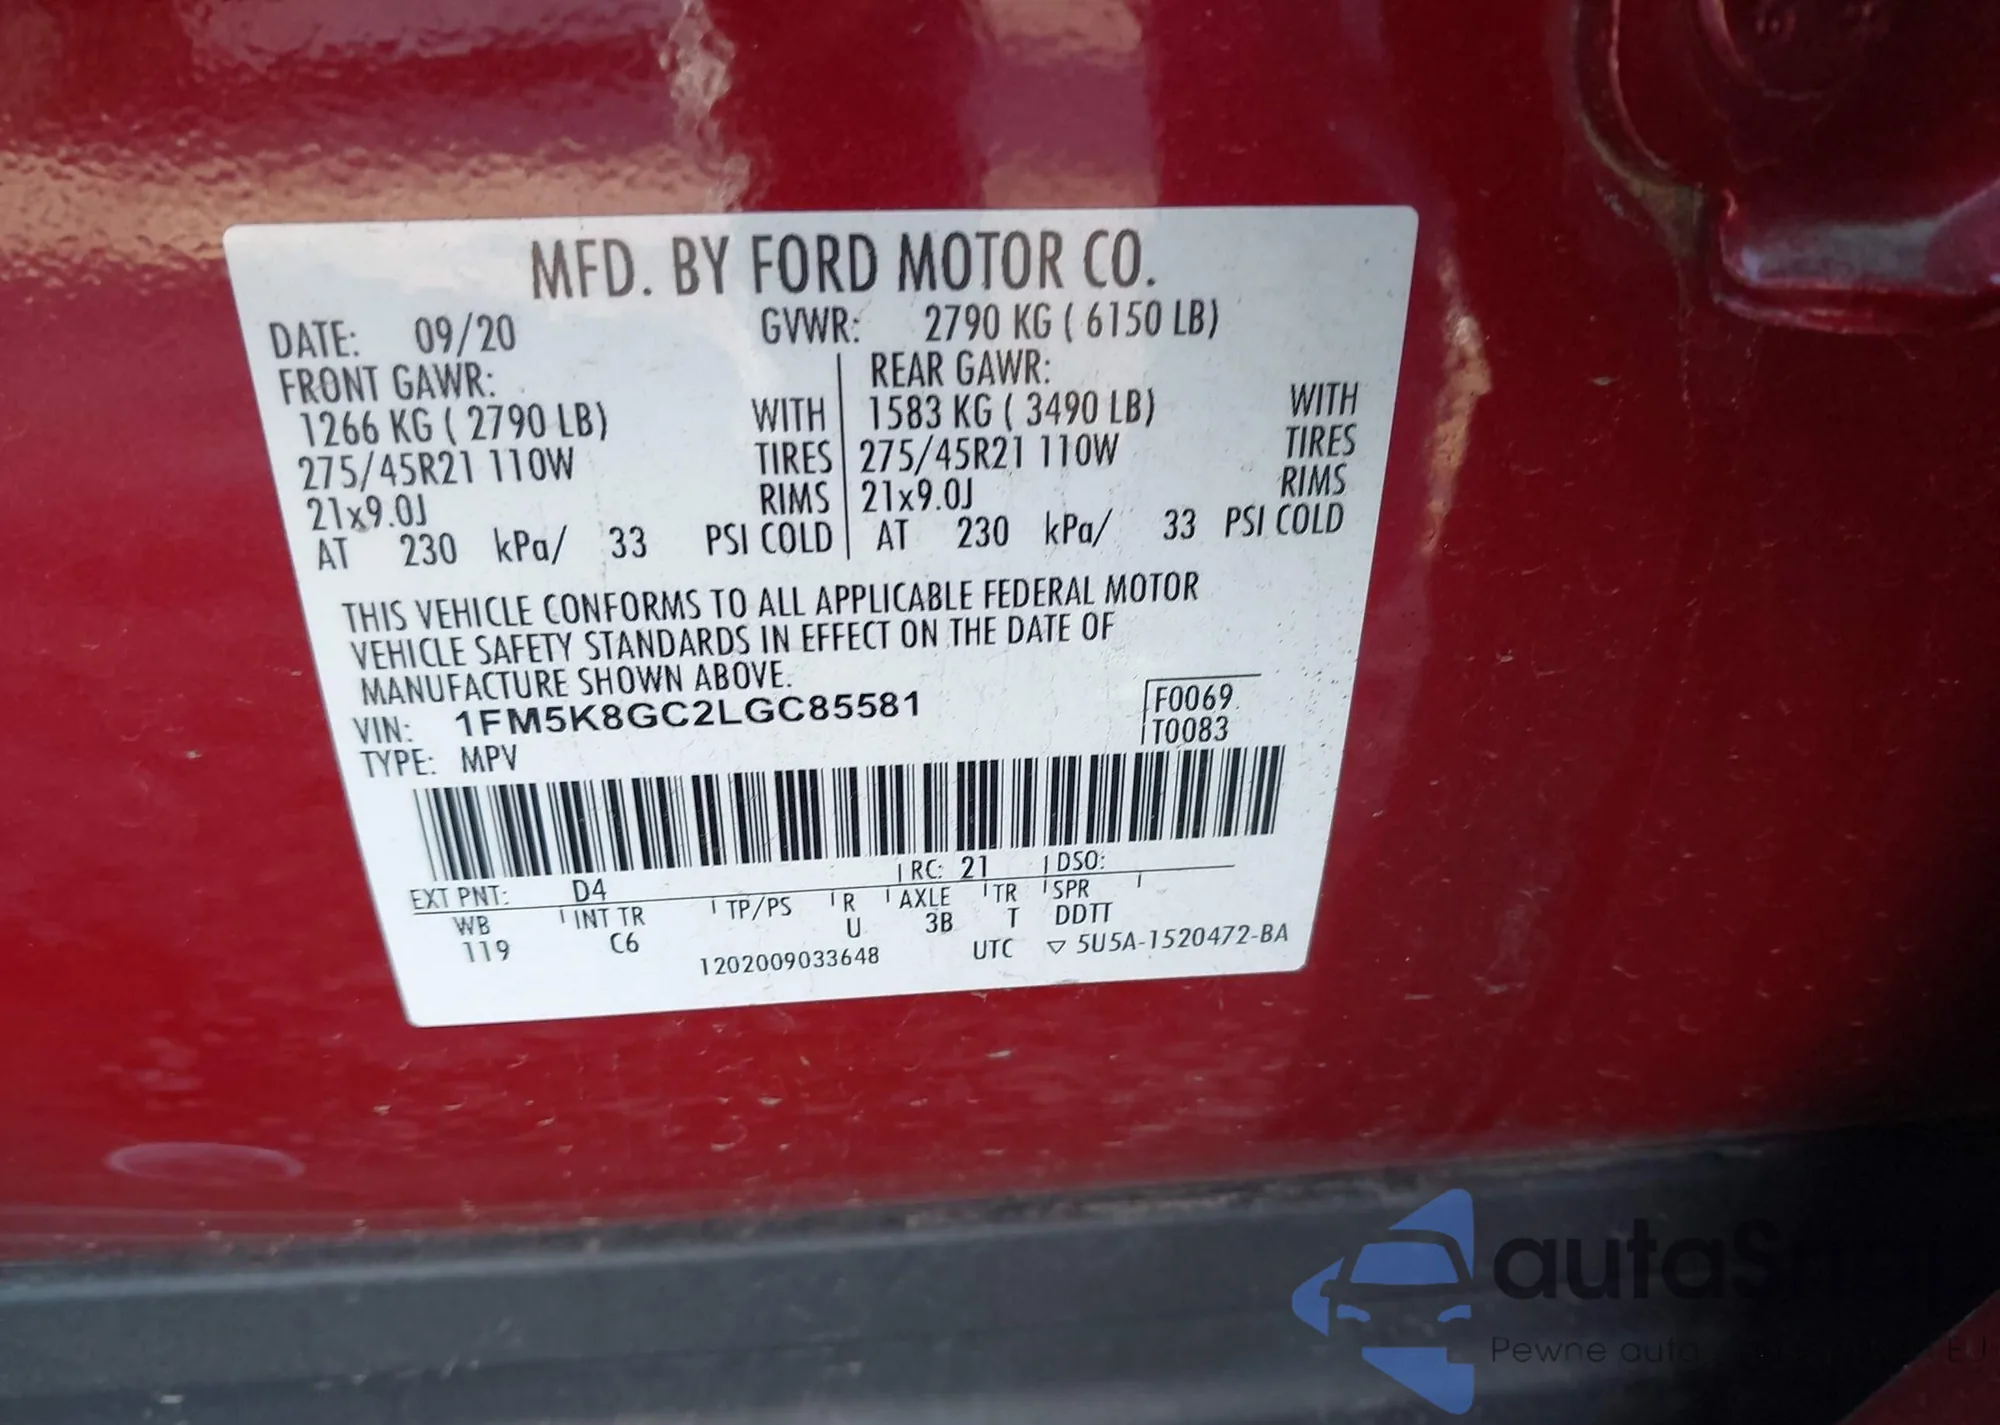 MFD. BY FORD MOTOR CO.
DATE: 09/20 GVWR: 2790 KG ( 6150 LB)
FRONT GAWR: REAR GAWR:
1266 KG ( 2790 LB) WITH 1583 KG ( 3490 LB) WITH
275/45R21 110W TIRES 275/45R21 110W TIRES
21x9.0J RIMS 21x9.0J RIMS
AT 230 kPa/ 33 PSI COLD AT 230 kPa/ 33 PSI COLD
THIS VEHICLE CONFORMS TO ALL APPLICABLE FEDERAL MOTOR
VEHICLE SAFETY STANDARDS IN EFFECT ON THE DATE OF
MANUFACTURE SHOWN ABOVE.
VIN: 1FM5K8GC2LGC85581 F0069
TYPE: MPV T0083
EXT PNT: D4 RC: 21 DSO:
WB INT TR TP/PS R AXLE TR SPR
119 C6 U 3B T DDTT
1202009033648 UTC ▽ 5U5A-1520472-BA
Pewne auto